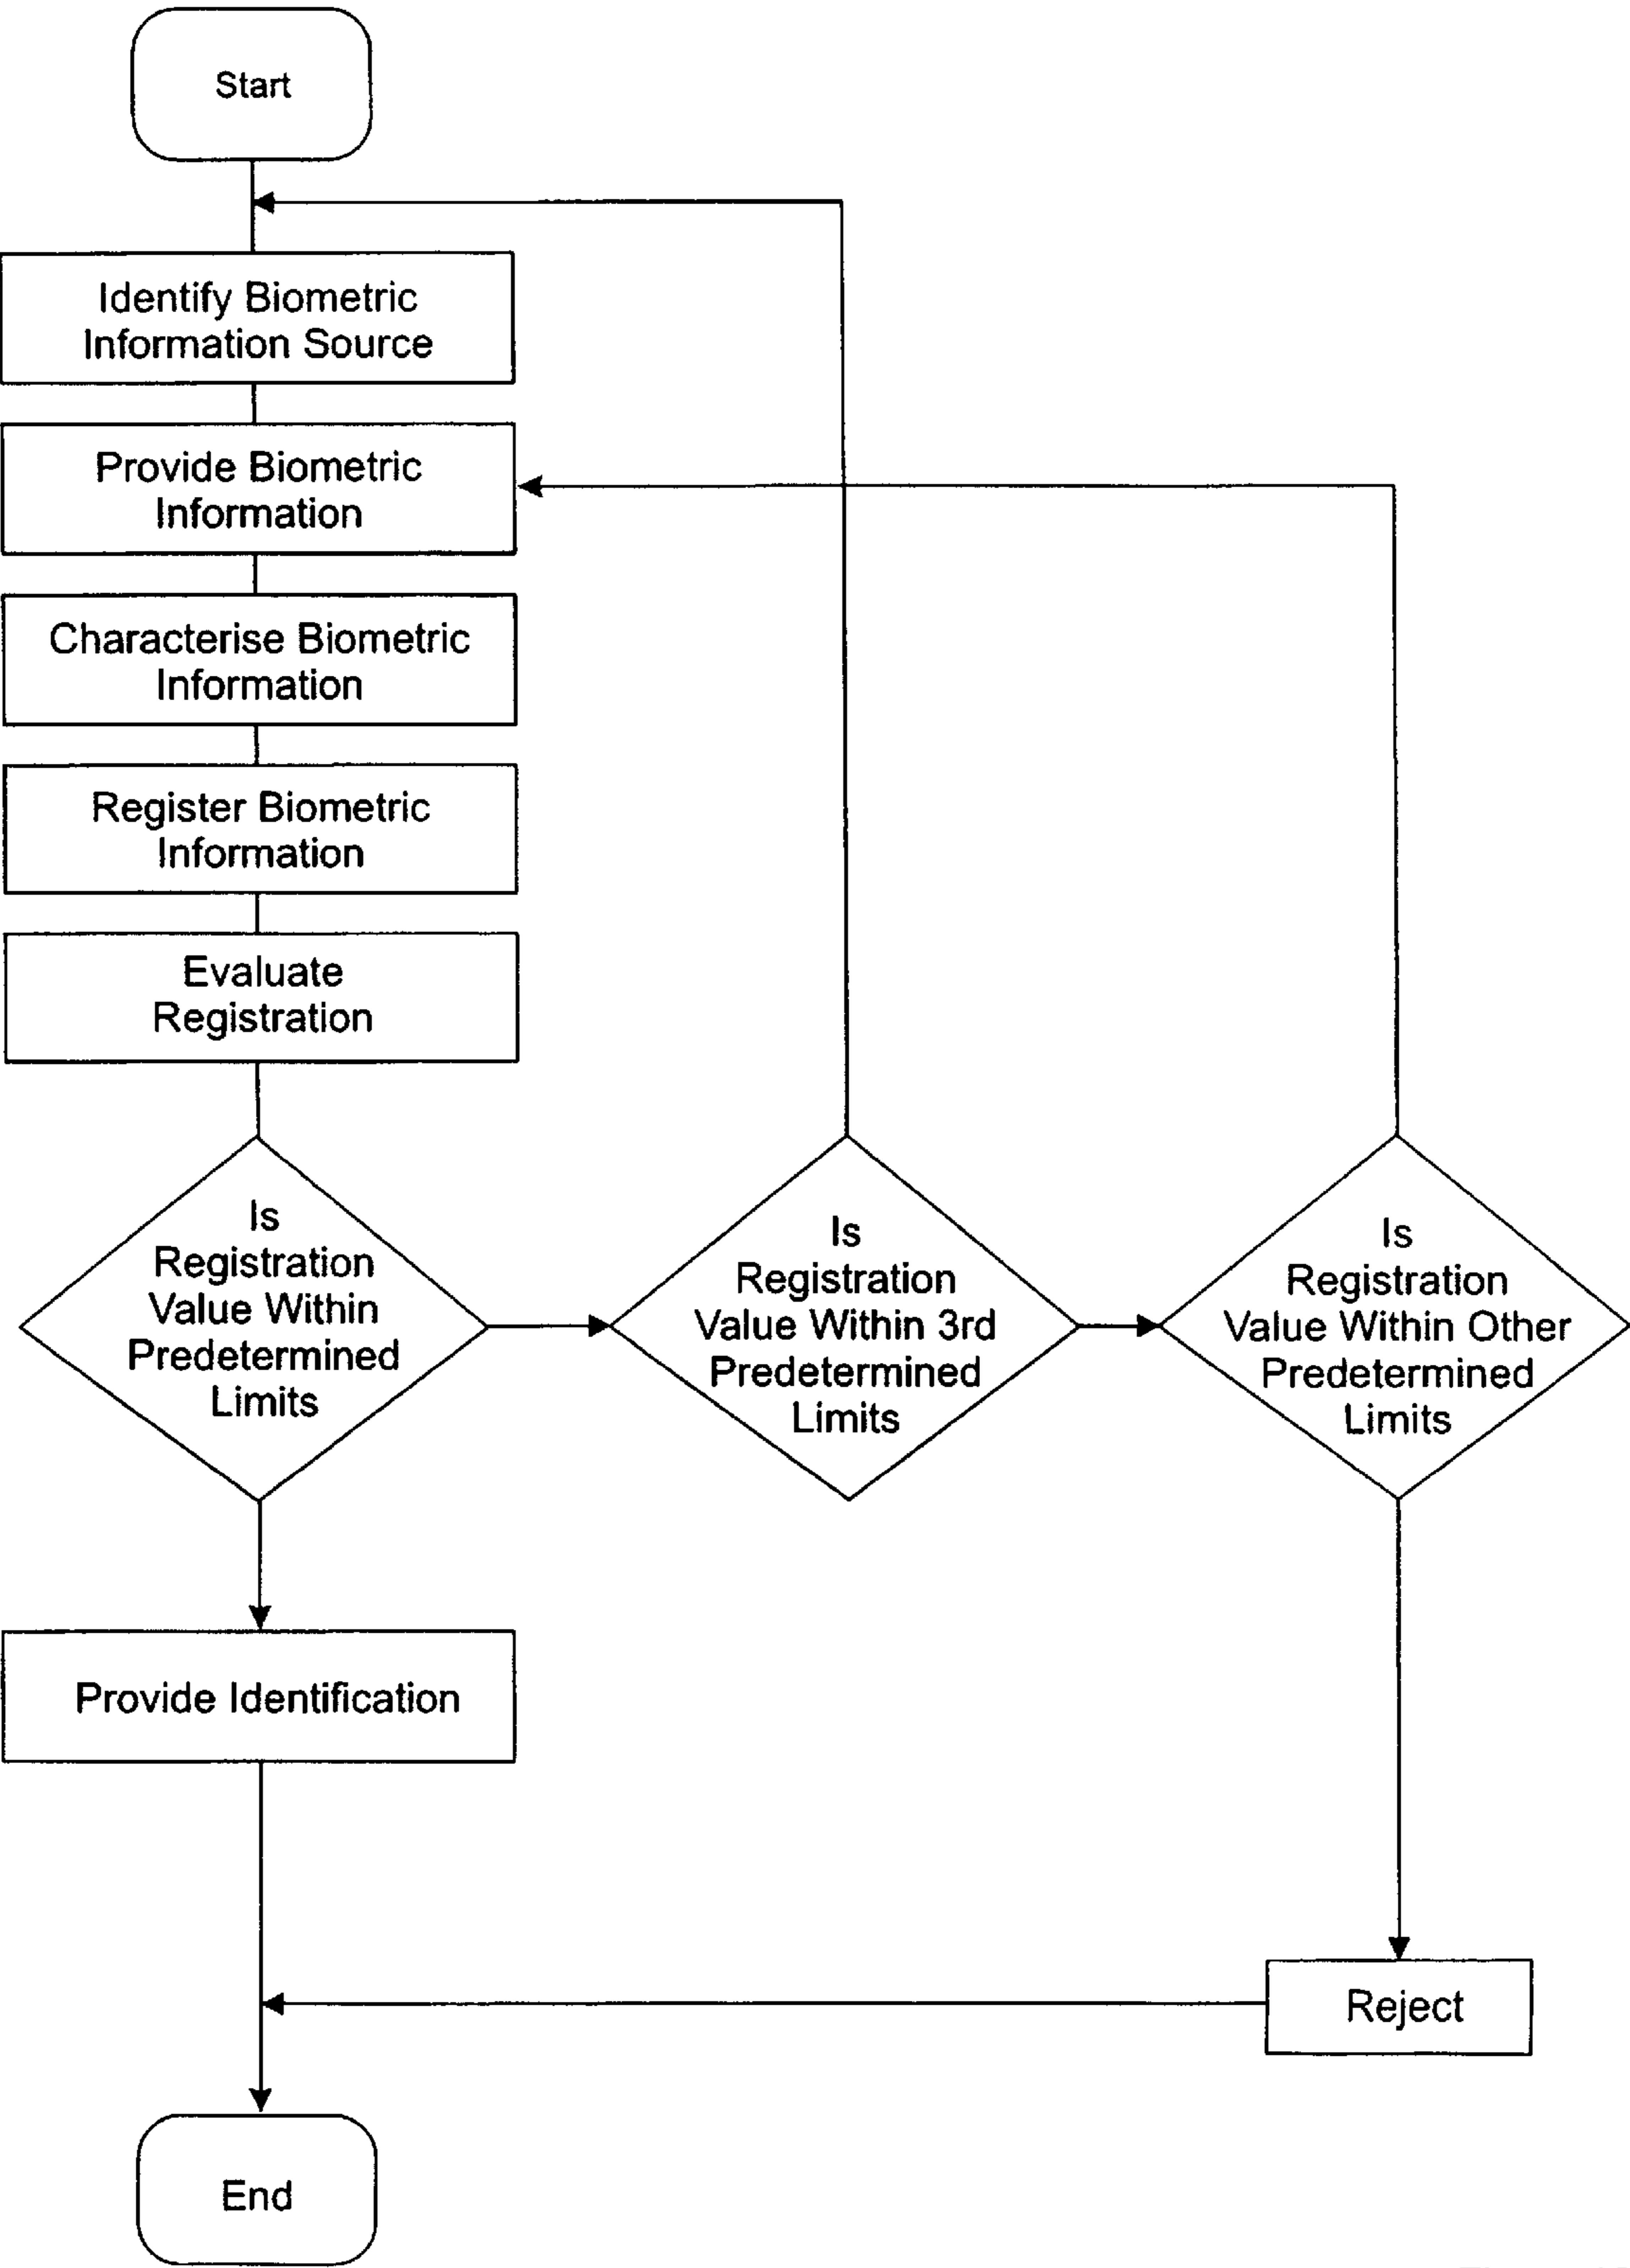 Start
Identify Biometric
Information Source
Provide Biometric
Information
Characterise Biometric
Information
Register Biometric
Information
Evaluate
Registration
Is
Registration
Value Within
Predetermined
Limits
Is
Registration
Value Within 3rd
Predetermined
Limits
Is
Registration
Value Within Other
Predetermined
Limits
Provide Identification
Reject
End